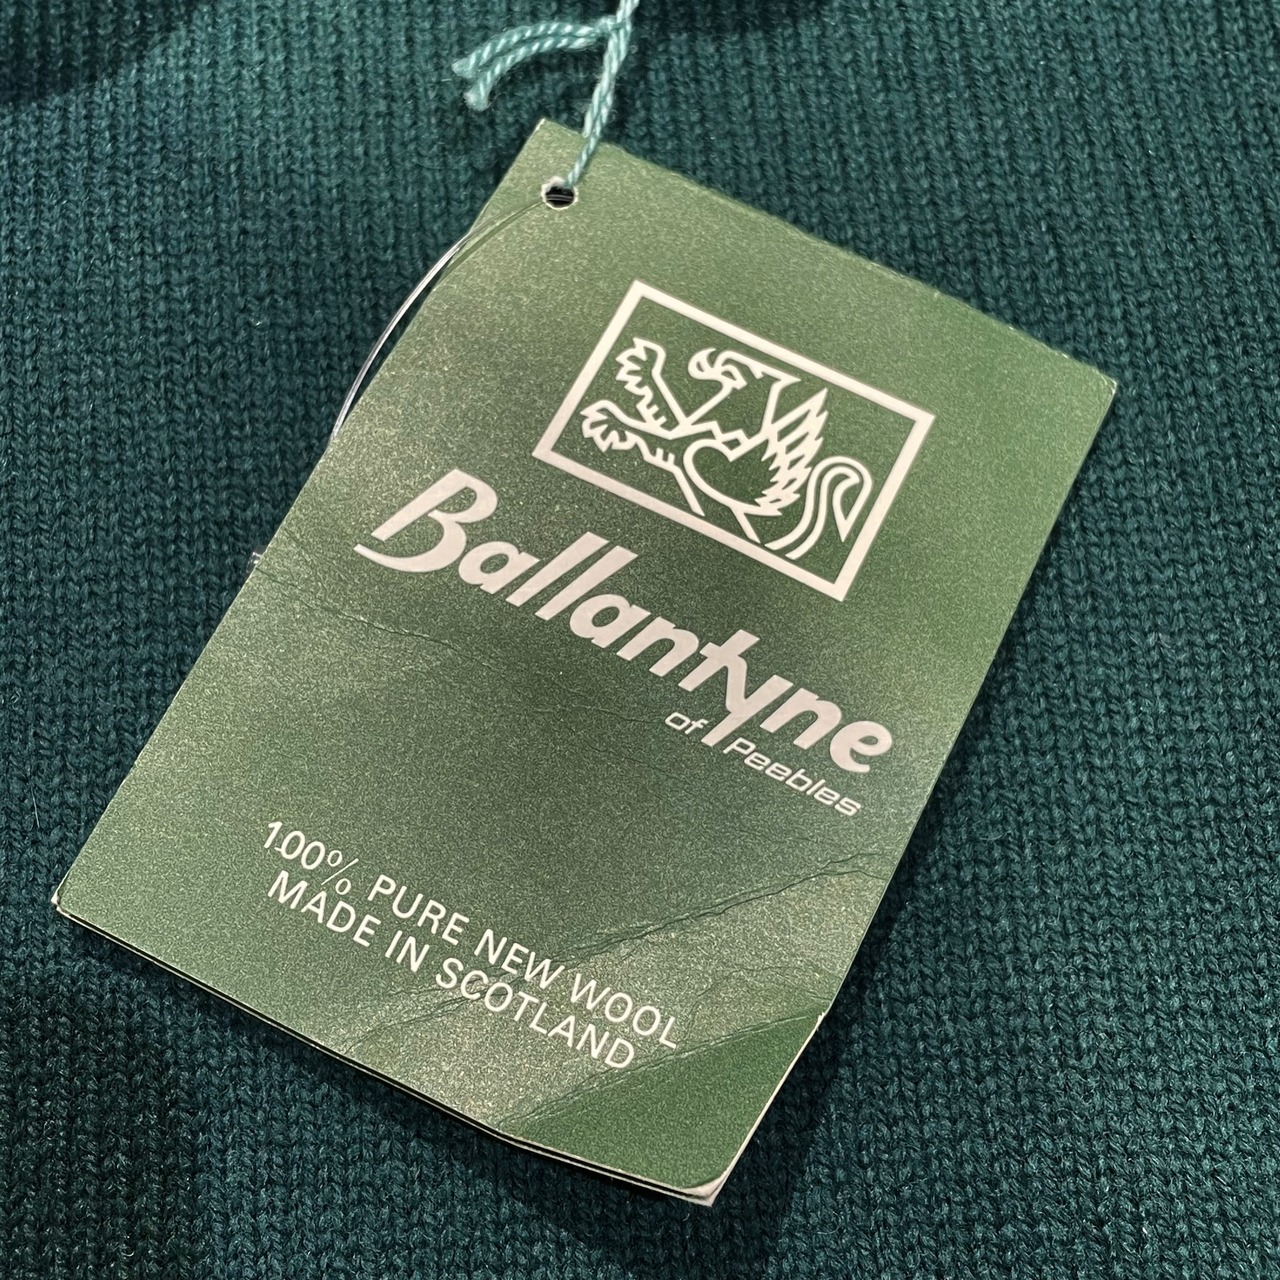 Ballantyne
of Peebles
100% PURE NEW WOOL
MADE IN SCOTLAND